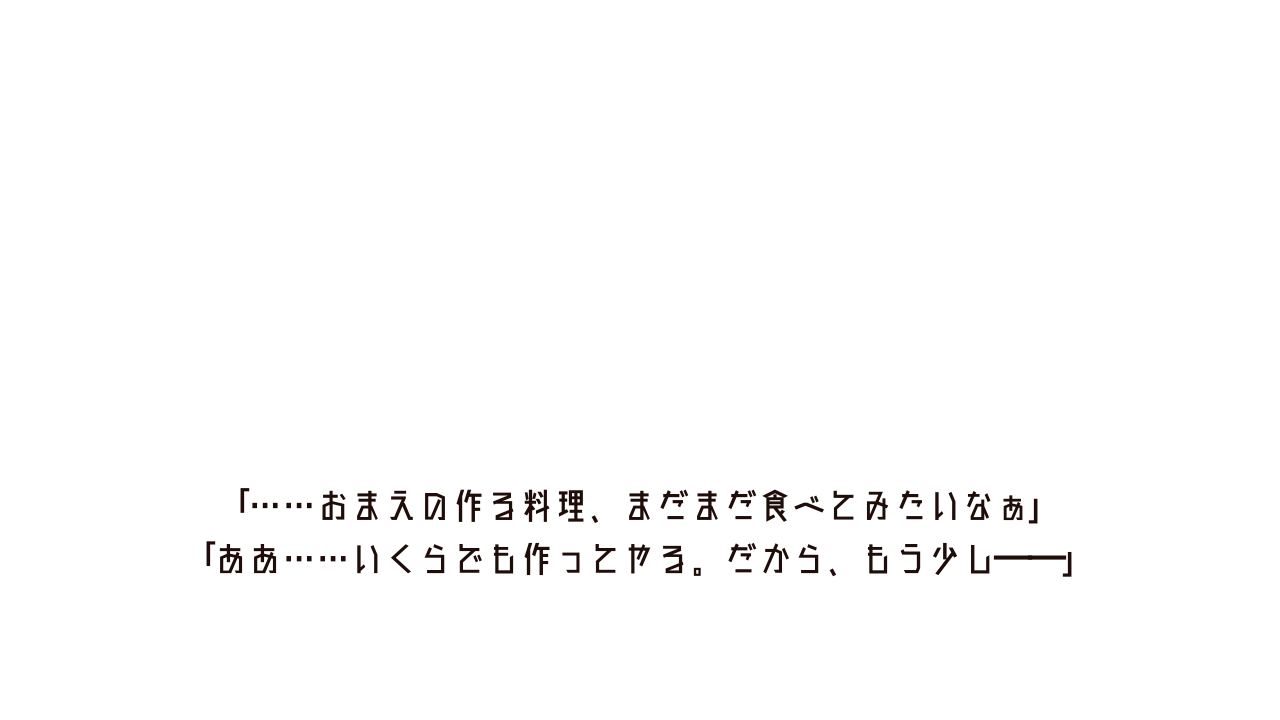 「……おまえの作る料理、まだまだ食べてみたいなぁ」
「ああ……いくらでも作ってやる。だから、もう少し――」